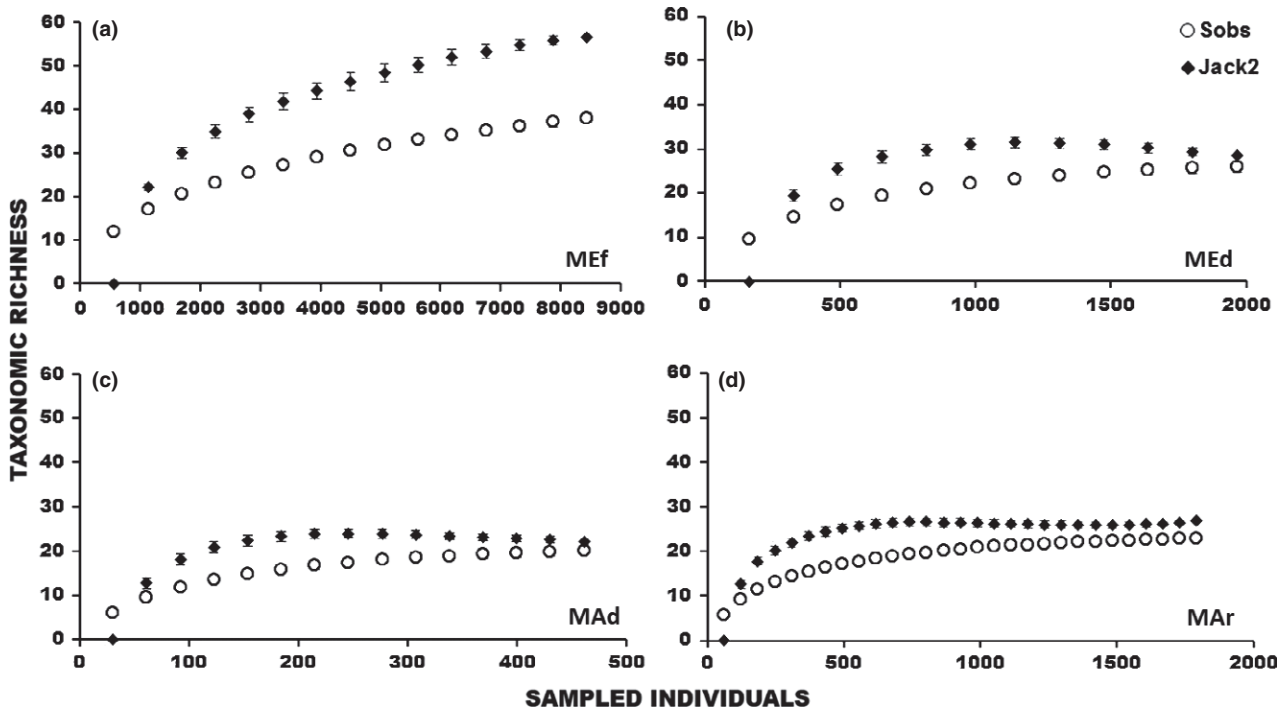 TAXONOMIC RICHNESS
(a)
60
50
40
30
20
10
0
0 1000 2000 3000 4000 5000 6000 7000 8000 9000
MEf
(b)
60
50
40
30
20
10
0
0 500 1000 1500 2000
Sobs
Jack2
MEd
(c)
60
50
40
30
20
10
0
0 100 200 300 400 500
MAd
(d)
60
50
40
30
20
10
0
0 500 1000 1500 2000
MAr
SAMPLED INDIVIDUALS